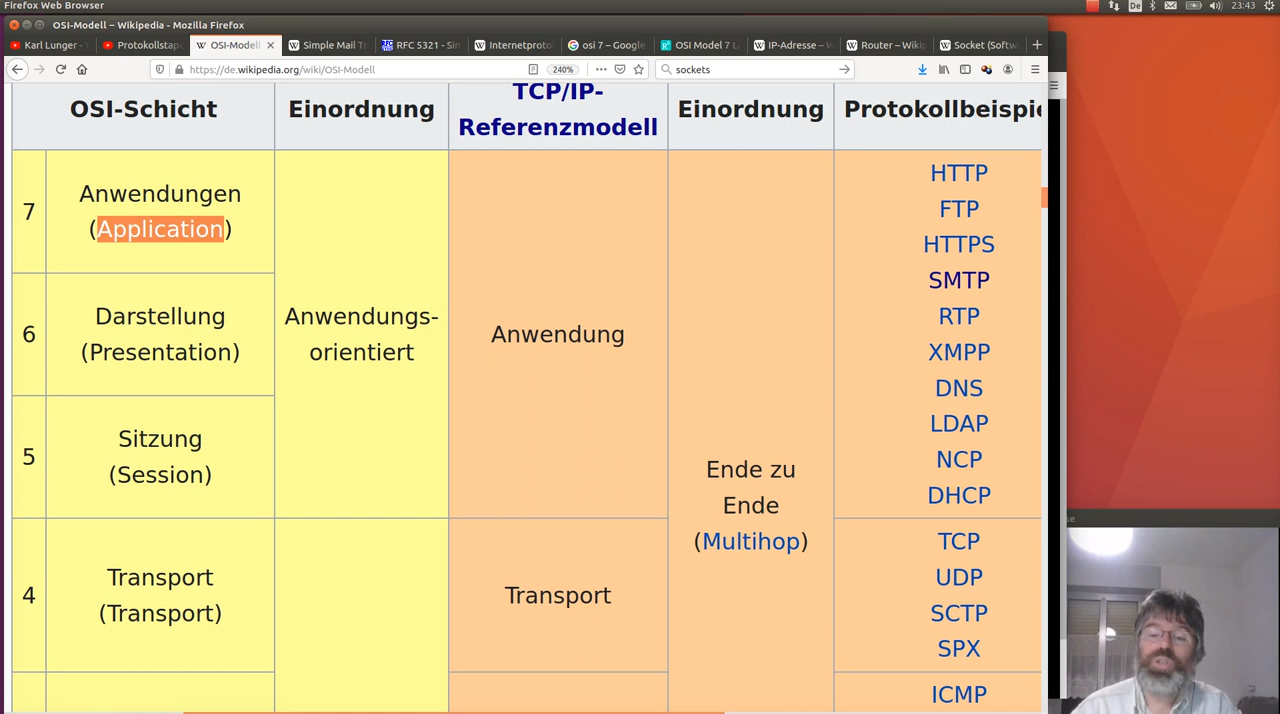 Firefox Web Browser
De
23:43
OSI-Modell – Wikipedia - Mozilla Firefox
Karl Lunger -
Protokollstap
OSI-Modell
Simple Mail Tr
RFC 5321 - Sim
Internetproto
osi 7 – Google
OSI Model 7 L
IP-Adresse – W
Router – Wikip
Socket (Softw
https://de.wikipedia.org/wiki/OSI-Modell
240%
sockets
OSI-Schicht
Einordnung
TCP/IP-
Referenzmodell
Einordnung
Protokollbeispie
7
Anwendungen
(Application)
6
Darstellung
(Presentation)
5
Sitzung
(Session)
4
Transport
(Transport)
Anwendungs-
orientiert
Anwendung
Transport
Ende zu
Ende
(Multihop)
HTTP
FTP
HTTPS
SMTP
RTP
XMPP
DNS
LDAP
NCP
DHCP
TCP
UDP
SCTP
SPX
ICMP